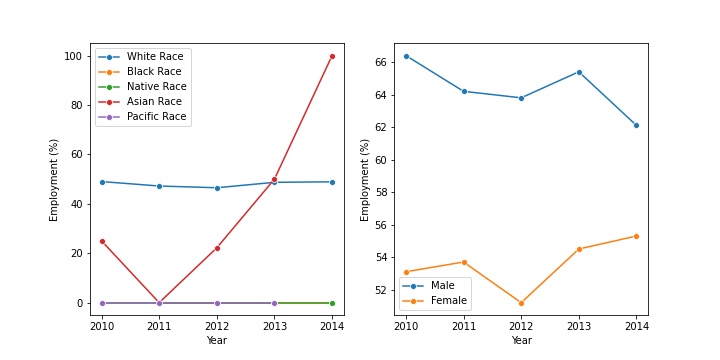 White Race
Black Race
Native Race
Asian Race
Pacific Race
100
80
60
40
20
0
Employment (%)
2010 2011 2012 2013 2014
Year
66
64
62
60
58
56
54
52
Employment (%)
Male
Female
2010 2011 2012 2013 2014
Year